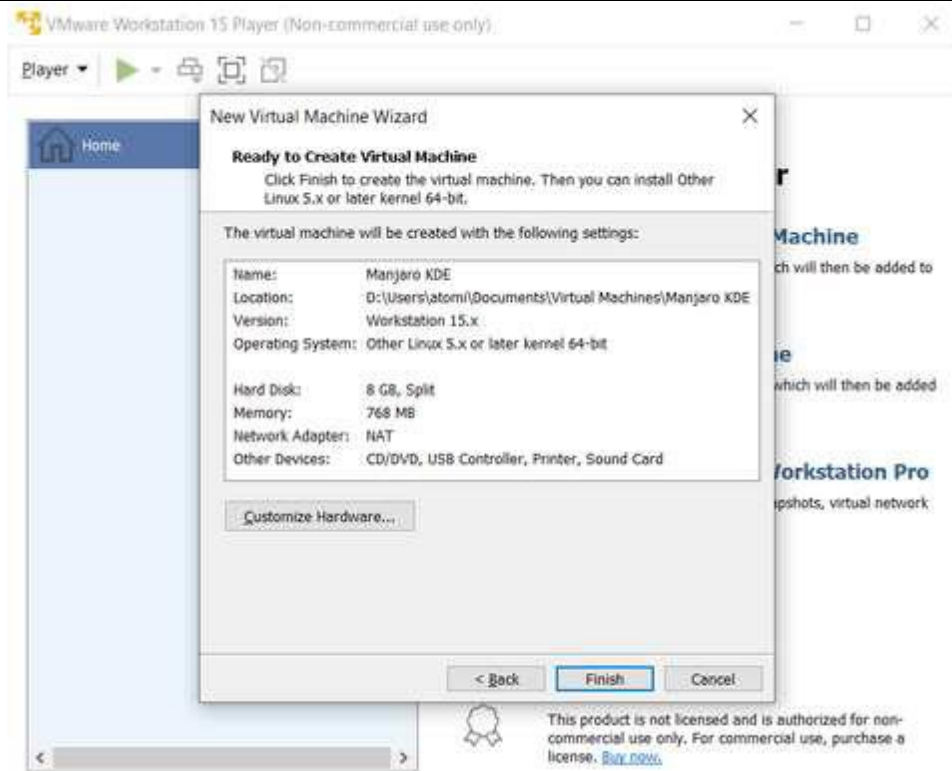 VMware Workstation 15 Player (Non-commercial use only)
Player
Home
New Virtual Machine Wizard
Ready to Create Virtual Machine
Click Finish to create the virtual machine. Then you can install Other
Linux 5.x or later kernel 64-bit.
The virtual machine will be created with the following settings:
Name: Manjaro KDE
Location: D:\Users\atomi\Documents\Virtual Machines\Manjaro KDE
Version: Workstation 15.x
Operating System: Other Linux 5.x or later kernel 64-bit
Hard Disk: 8 GB, Split
Memory: 768 MB
Network Adapter: NAT
Other Devices: CD/DVD, USB Controller, Printer, Sound Card
Customize Hardware...
< Back Finish Cancel
r
Machine
ch will then be added to
e
which will then be added
Workstation Pro
pshots, virtual network
This product is not licensed and is authorized for non-
commercial use only. For commercial use, purchase a
license. Buy now.